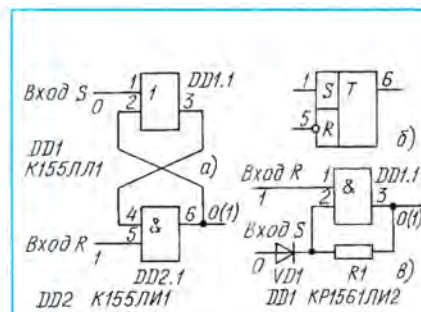 1
DD1.1
Вход S
0
2
1
3
DD1
К155ЛЛ1
а)
4
&
6
0(1)
5
Вход R
1
DD2.1
DD2 К155ЛИ1
1
S
T
6
5
R
б)
Вход R
1
1
&
DD1.1
2
3
0(1)
Вход S
0
VD1
R1
в)
DD1 КР1561ЛИ2